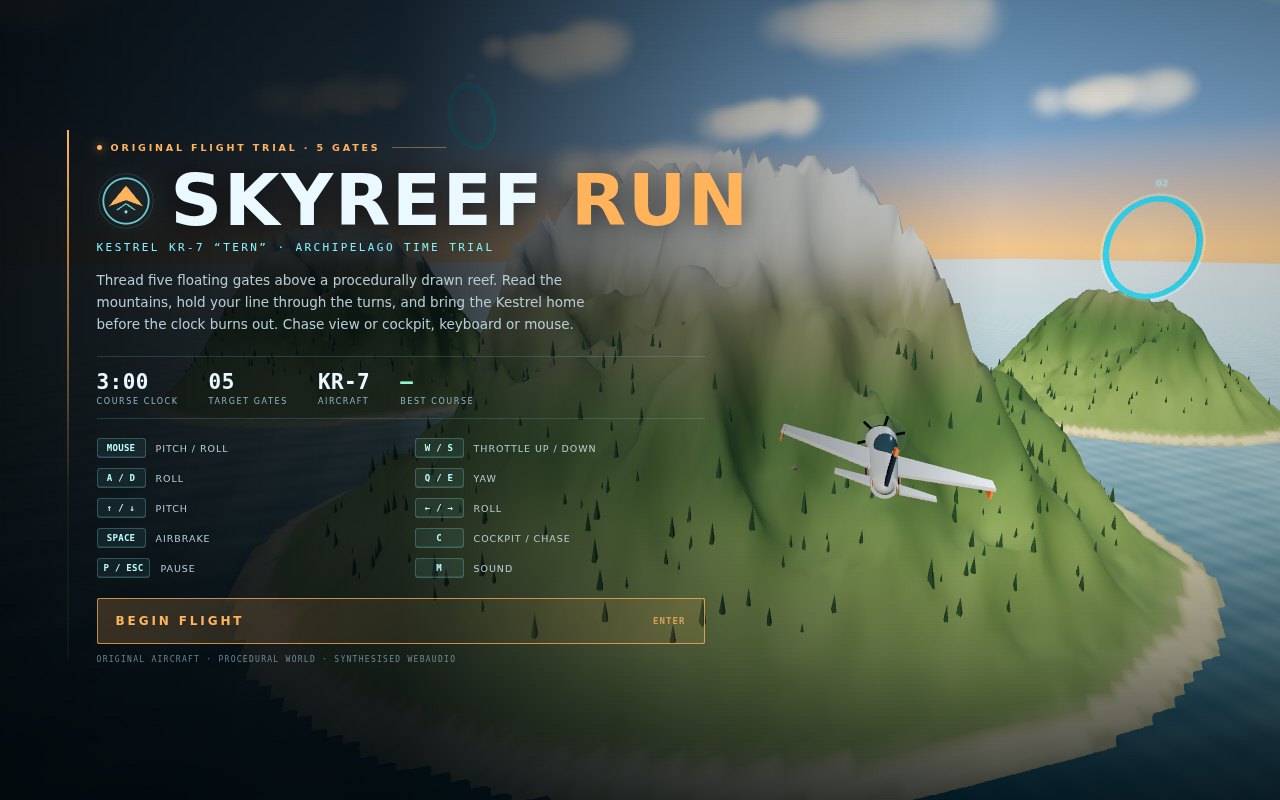 ORIGINAL FLIGHT TRIAL · 5 GATES
SKYREEF RUN
KESTREL KR-7 “TERN” · ARCHIPELAGO TIME TRIAL
Thread five floating gates above a procedurally drawn reef. Read the
mountains, hold your line through the turns, and bring the Kestrel home
before the clock burns out. Chase view or cockpit, keyboard or mouse.
3:00 05 KR-7 —
COURSE CLOCK TARGET GATES AIRCRAFT BEST COURSE
MOUSE PITCH / ROLL W / S THROTTLE UP / DOWN
A / D ROLL Q / E YAW
↑ / ↓ PITCH ← / → ROLL
SPACE AIRBRAKE C COCKPIT / CHASE
P / ESC PAUSE M SOUND
BEGIN FLIGHT ENTER
ORIGINAL AIRCRAFT · PROCEDURAL WORLD · SYNTHESISED WEBAUDIO
02